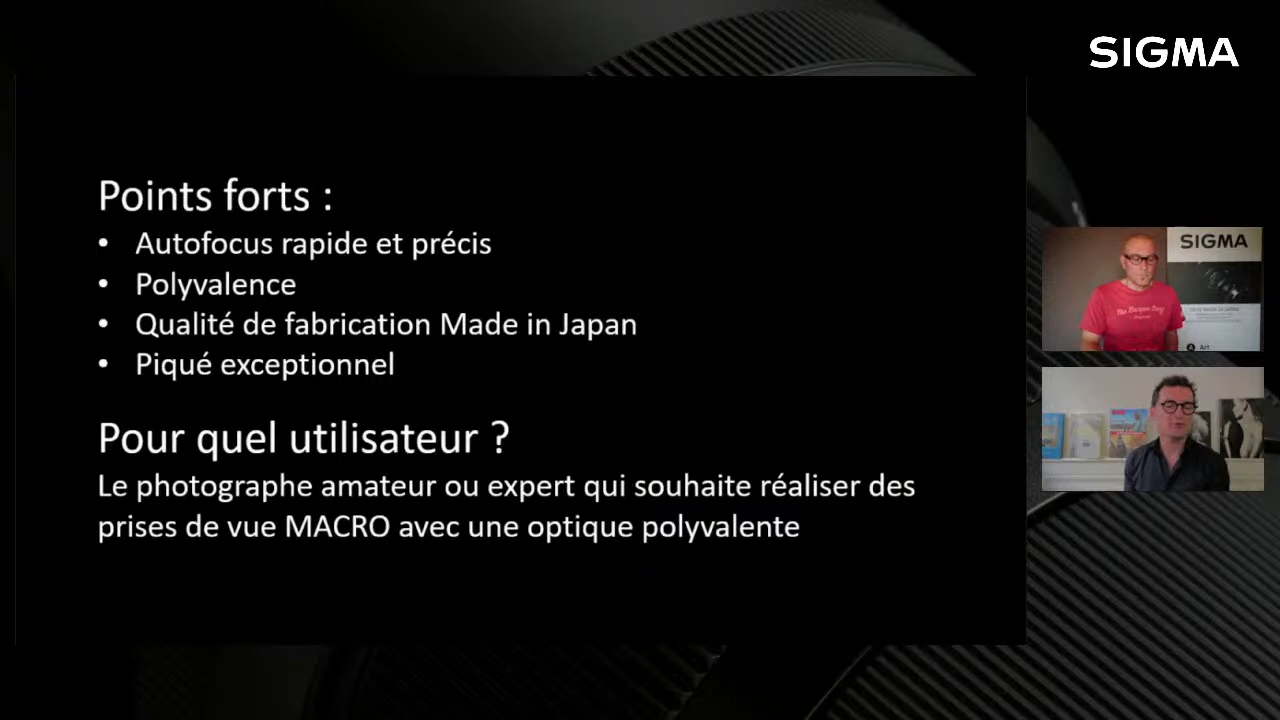 SIGMA
Points forts :
• Autofocus rapide et précis
• Polyvalence
• Qualité de fabrication Made in Japan
• Piqué exceptionnel
Pour quel utilisateur ?
Le photographe amateur ou expert qui souhaite réaliser des
prises de vue MACRO avec une optique polyvalente
SIGMA
Art